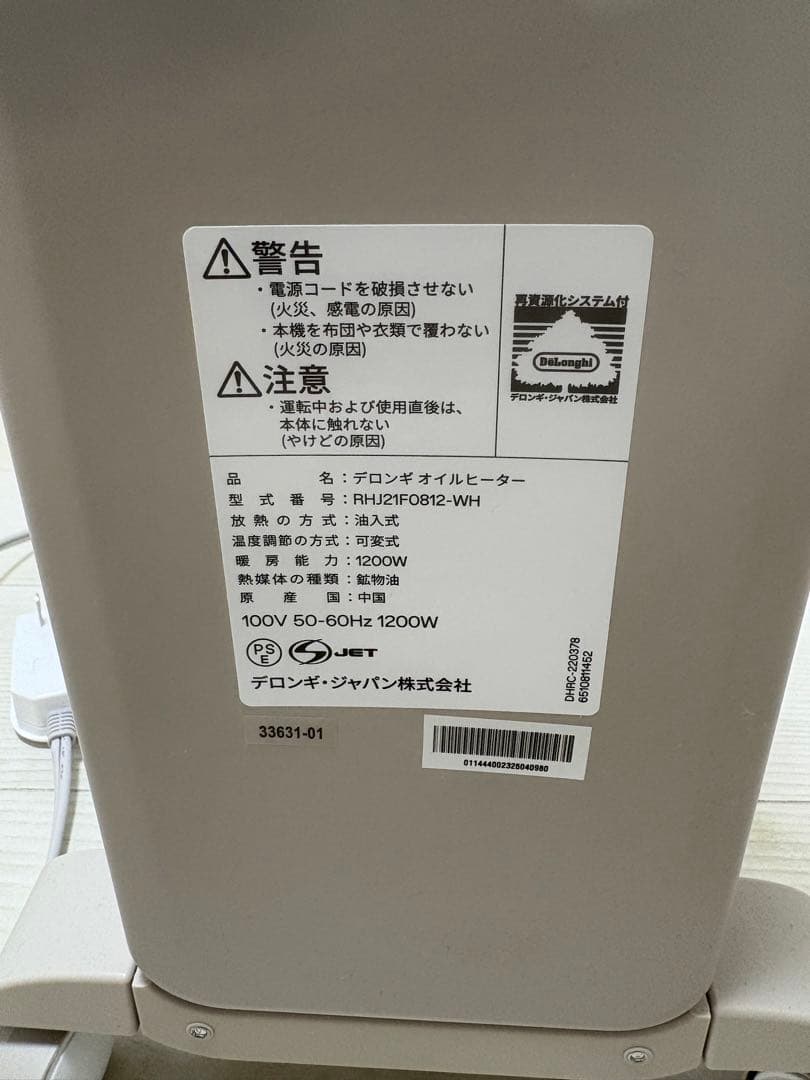 警告
・電源コードを破損させない
(火災、感電の原因)
・本機を布団や衣類で覆わない
(火災の原因)
注意
・運転中および使用直後は、
本体に触れない
(やけどの原因)
再資源化システム付
DēLonghi
デロンギ・ジャパン株式会社
品名：デロンギ オイルヒーター
型式番号：RHJ21F0812-WH
放熱の方式：油入式
温度調節の方式：可変式
暖房能力：1200W
熱媒体の種類：鉱物油
原産国：中国
100V 50-60Hz 1200W
PS
E
JET
デロンギ・ジャパン株式会社
DHRC-220378
6510811452
33631-01
011444002326040980